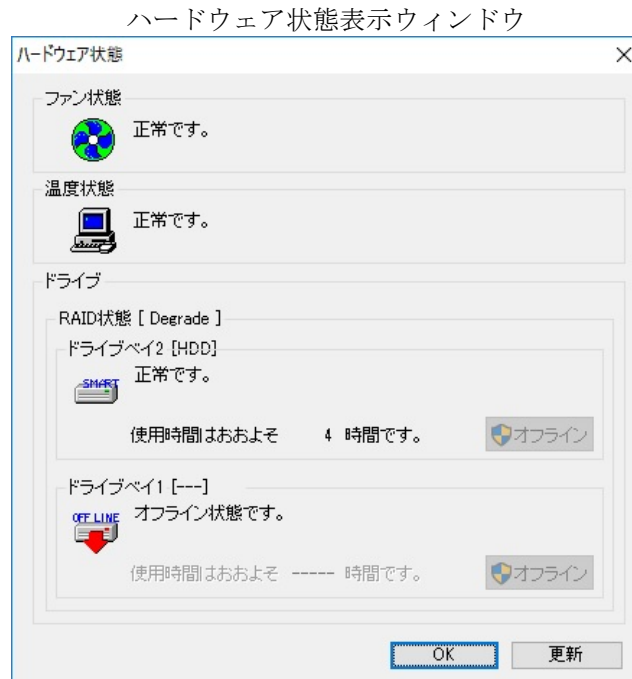 ハードウェア状態表示ウィンドウ
ハードウェア状態
ファン状態
正常です。
温度状態
正常です。
ドライブ
RAID状態 [ Degrade ]
ドライブベイ2 [HDD]
SMART
正常です。
使用時間はおおよそ 4 時間です。
オフライン
ドライブベイ1 [---]
OFF LINE
オフライン状態です。
使用時間はおおよそ ----- 時間です。
オフライン
OK
更新